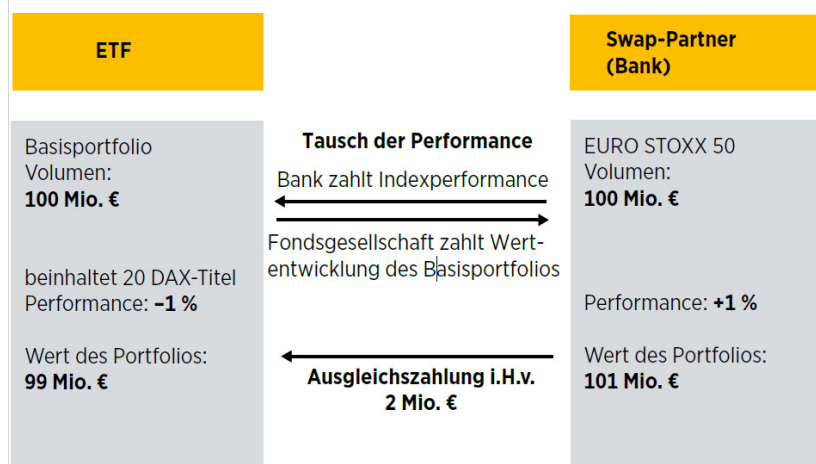 ETF
Swap-Partner
(Bank)
Basisportfolio
Volumen:
100 Mio. €
beinhaltet 20 DAX-Titel
Performance: –1 %
Wert des Portfolios:
99 Mio. €
Tausch der Performance
Bank zahlt Indexperformance
Fondsgesellschaft zahlt Wert-
entwicklung des Basisportfolios
Ausgleichszahlung i.H.v.
2 Mio. €
EURO STOXX 50
Volumen:
100 Mio. €
Performance: +1 %
Wert des Portfolios:
101 Mio. €